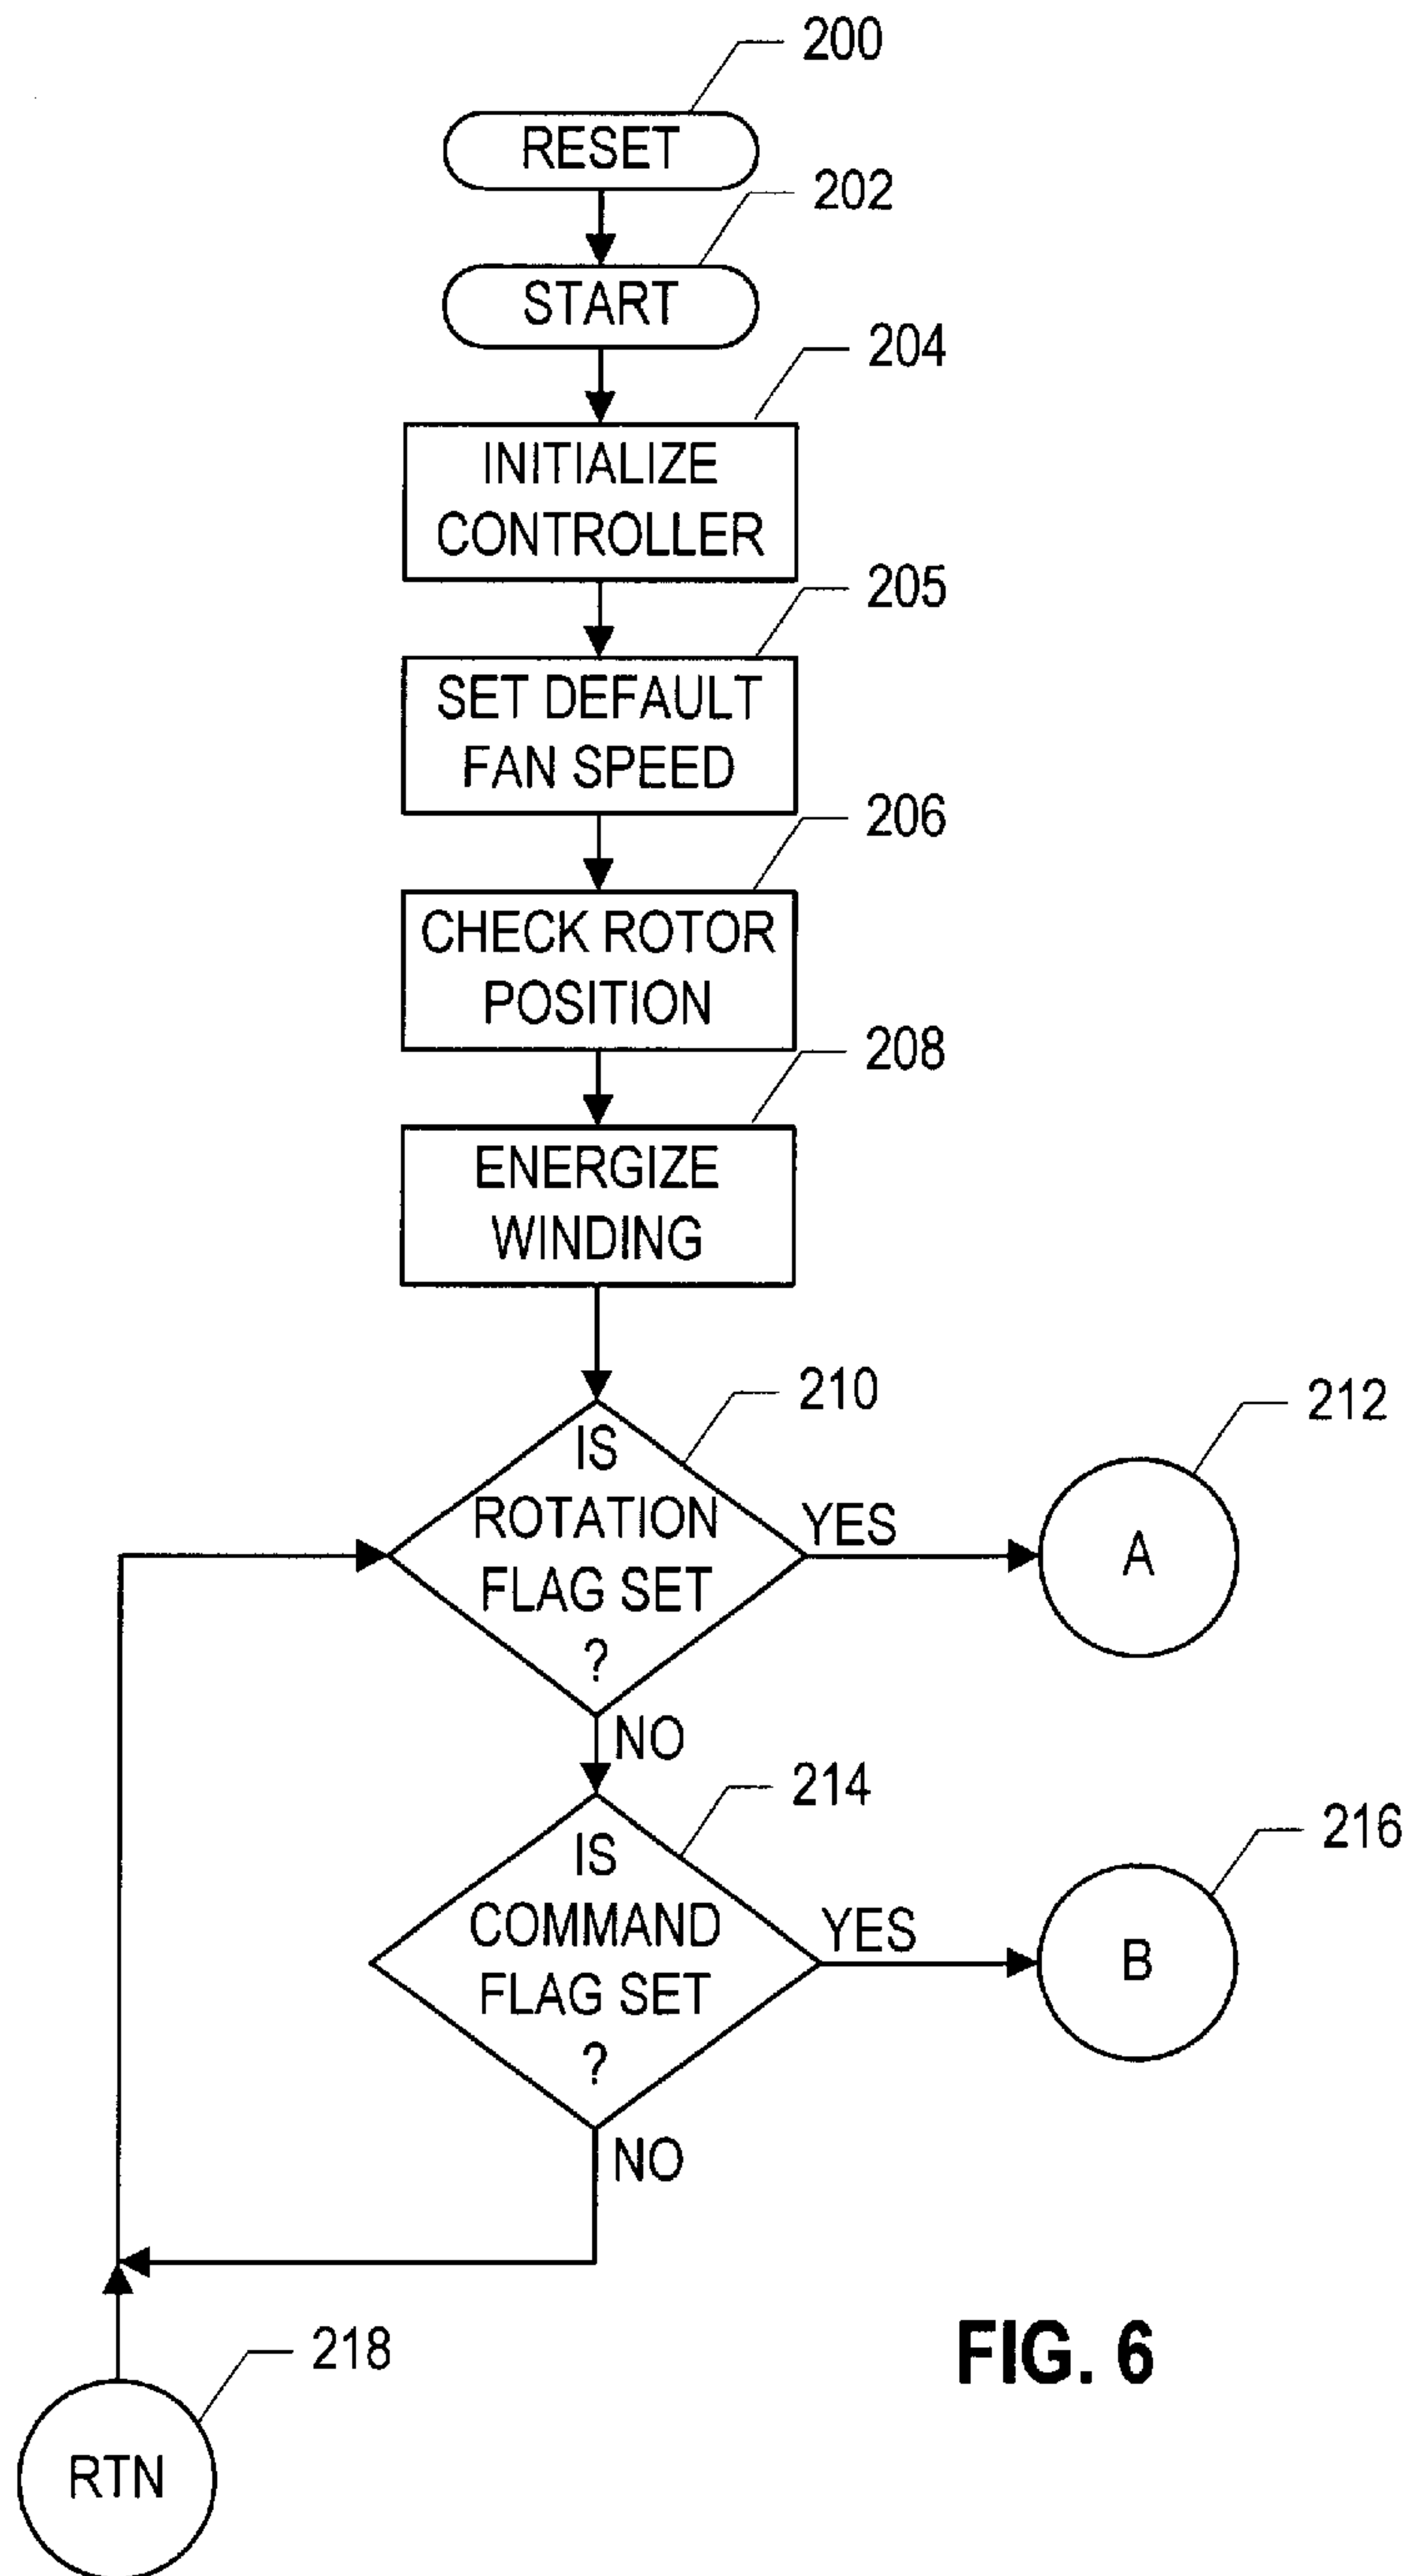 200
RESET
202
START
204
INITIALIZE
CONTROLLER
205
SET DEFAULT
FAN SPEED
206
CHECK ROTOR
POSITION
208
ENERGIZE
WINDING
210
212
IS
ROTATION
FLAG SET
?
YES
A
NO
214
216
IS
COMMAND
FLAG SET
?
YES
B
NO
218
RTN
FIG. 6